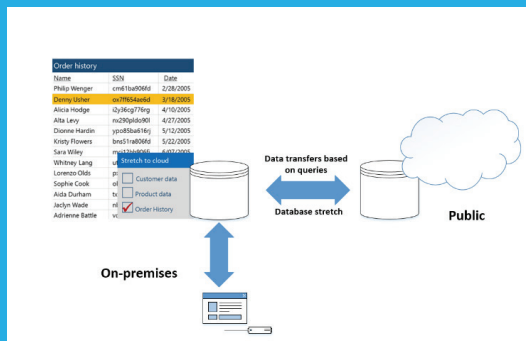 Order history
Name SSN Date
Philip Wenger cm61ba906fd 2/28/2005
Denny Usher ox7ff654ae6d 3/18/2005
Alicia Hodge i2y36cg776rg 4/10/2005
Alta Levy nx290pldo90l 4/27/2005
Dionne Hardin ypo85ba616rj 5/12/2005
Kristy Flowers bns51ra806fd 5/22/2005
Sara Wiley 6/07/2005
Whitney Lang
Lorenzo Olds
Sophie Cook
Aida Durham
Jaclyn Wade
Adrienne Battle
Stretch to cloud
Customer data
Product data
Order History
Data transfers based
on queries
Database stretch
Public
On-premises